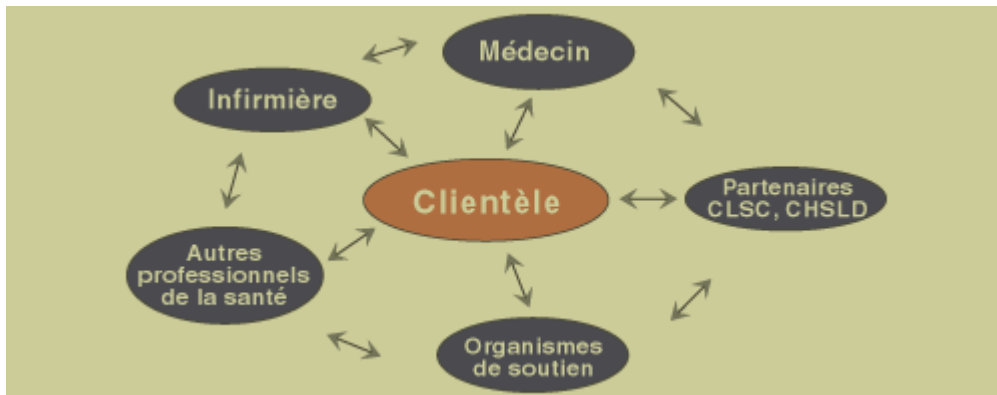 Médecin
Infirmière
Clientèle
Partenaires
CLSC, CHSLD
Autres
professionnels
de la santé
Organismes
de soutien